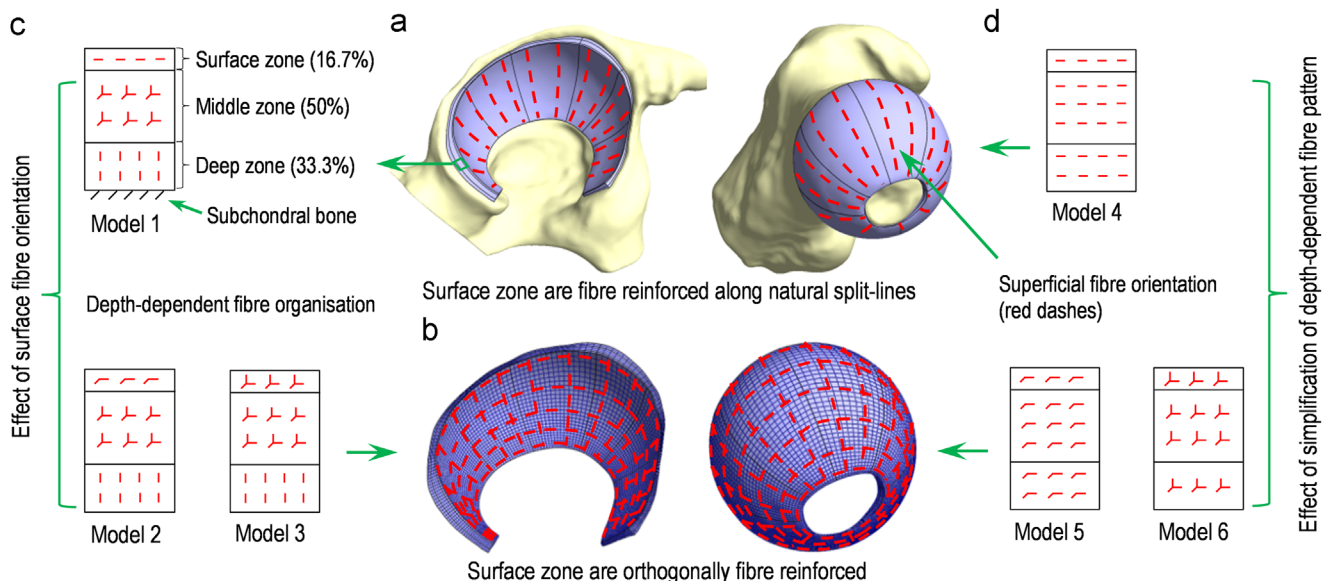 c
a
d
Surface zone (16.7%)
Middle zone (50%)
Deep zone (33.3%)
Subchondral bone
Model 1
Effect of surface fibre orientation
Depth-dependent fibre organisation
Model 2
Model 3
Surface zone are fibre reinforced along natural split-lines
b
Surface zone are orthogonally fibre reinforced
Model 4
Superficial fibre orientation
(red dashes)
Model 5
Model 6
Effect of simplification of depth-dependent fibre pattern